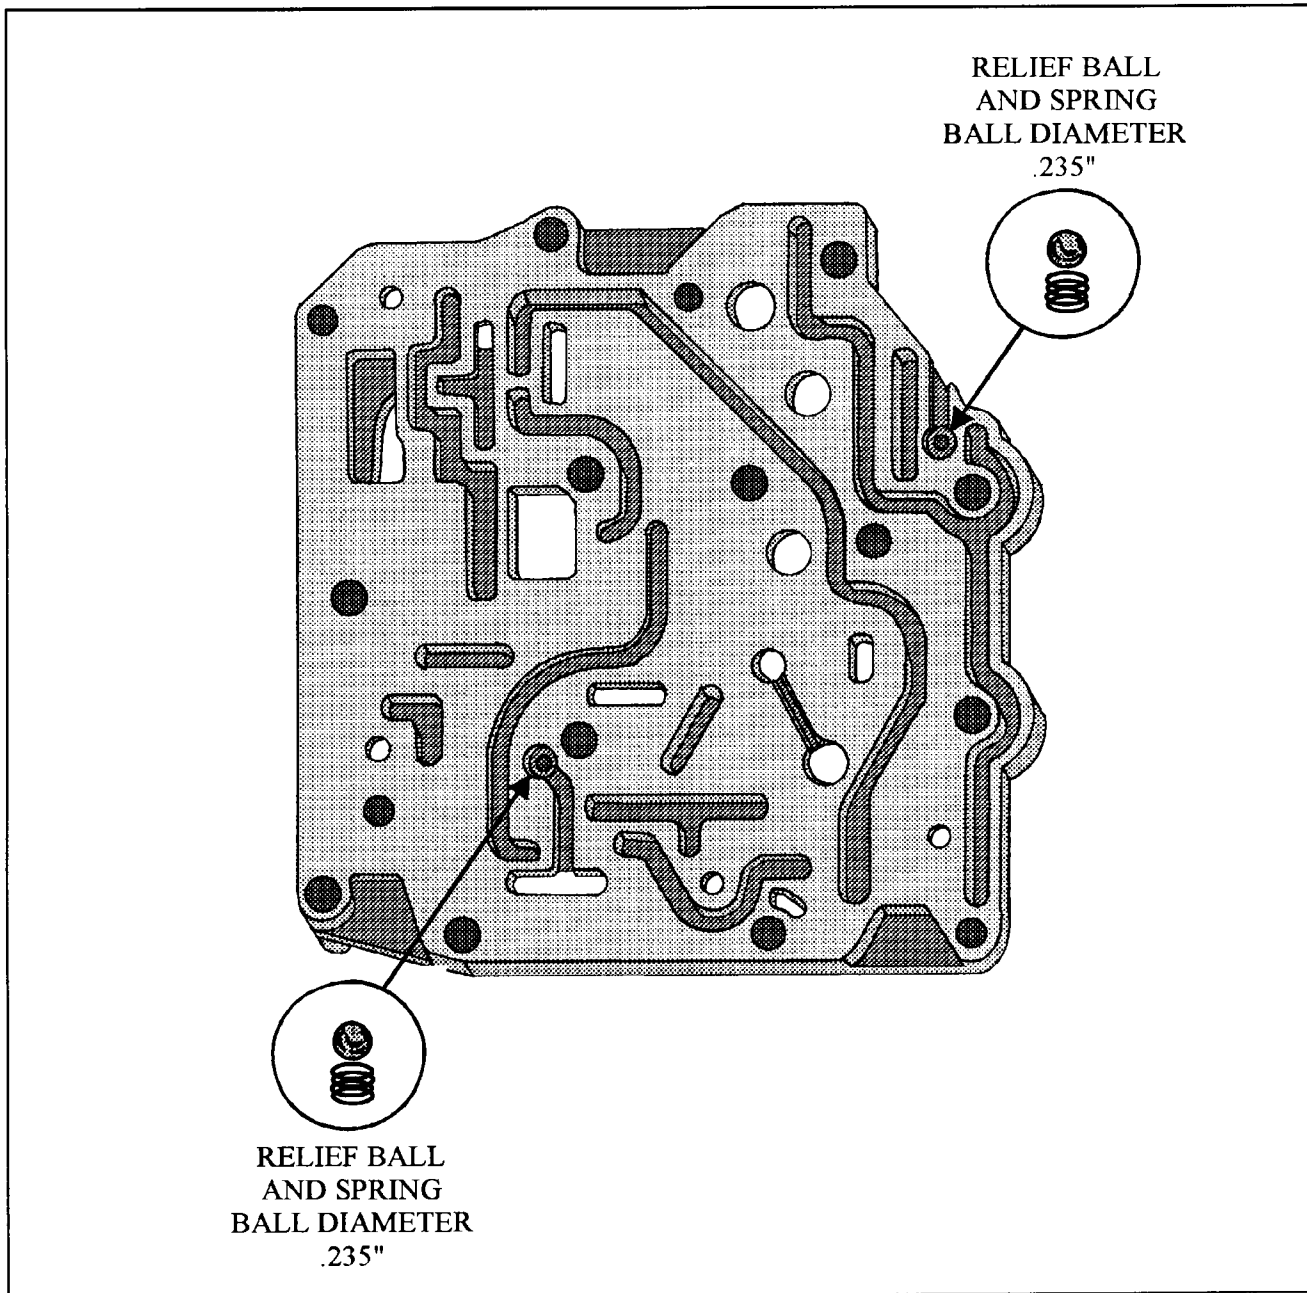 RELIEF BALL
AND SPRING
BALL DIAMETER
.235"
RELIEF BALL
AND SPRING
BALL DIAMETER
.235"